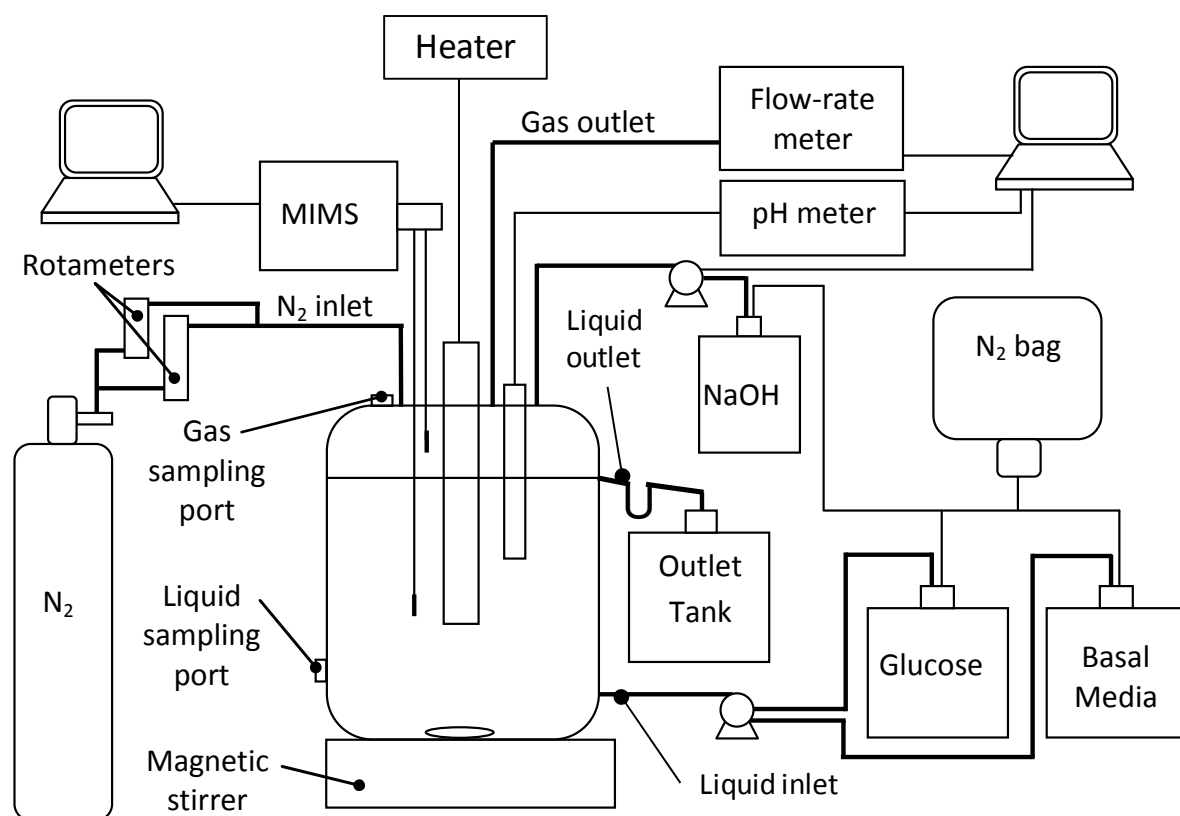 Heater
Gas outlet
Flow-rate
meter
MIMS
pH meter
Rotameters
N₂ inlet
Liquid
outlet
N₂ bag
NaOH
Gas
sampling
port
N₂
Liquid
sampling
port
Outlet
Tank
Glucose
Basal
Media
Magnetic
stirrer
Liquid inlet